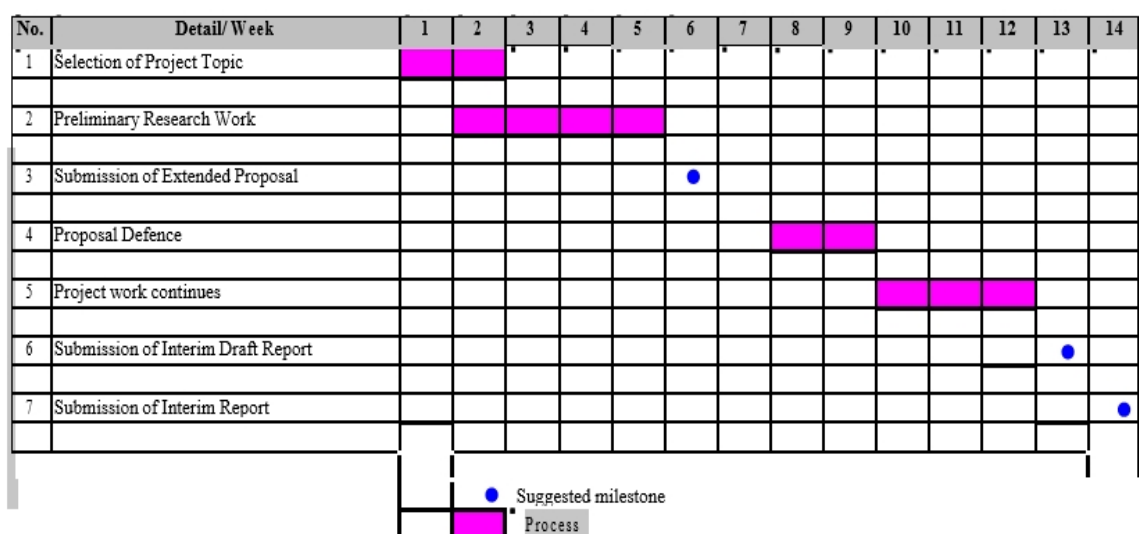 No. Detail/ Week 1 2 3 4 5 6 7 8 9 10 11 12 13 14
1 Selection of Project Topic
2 Preliminary Research Work
3 Submission of Extended Proposal
4 Proposal Defence
5 Project work continues
6 Submission of Interim Draft Report
7 Submission of Interim Report
Suggested milestone
Process